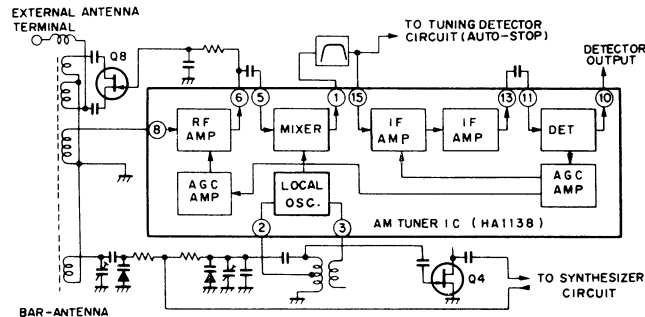 EXTERNAL ANTENNA
TERMINAL
Q8
TO TUNING DETECTOR
CIRCUIT (AUTO-STOP)
DETECTOR
OUTPUT
6
5
1
15
13
11
10
8
RF
AMP
MIXER
IF
AMP
IF
AMP
DET
AGC
AMP
LOCAL
OSC.
AGC
AMP
2
3
AM TUNER IC (HA1138)
Q4
TO SYNTHESIZER
CIRCUIT
BAR-ANTENNA